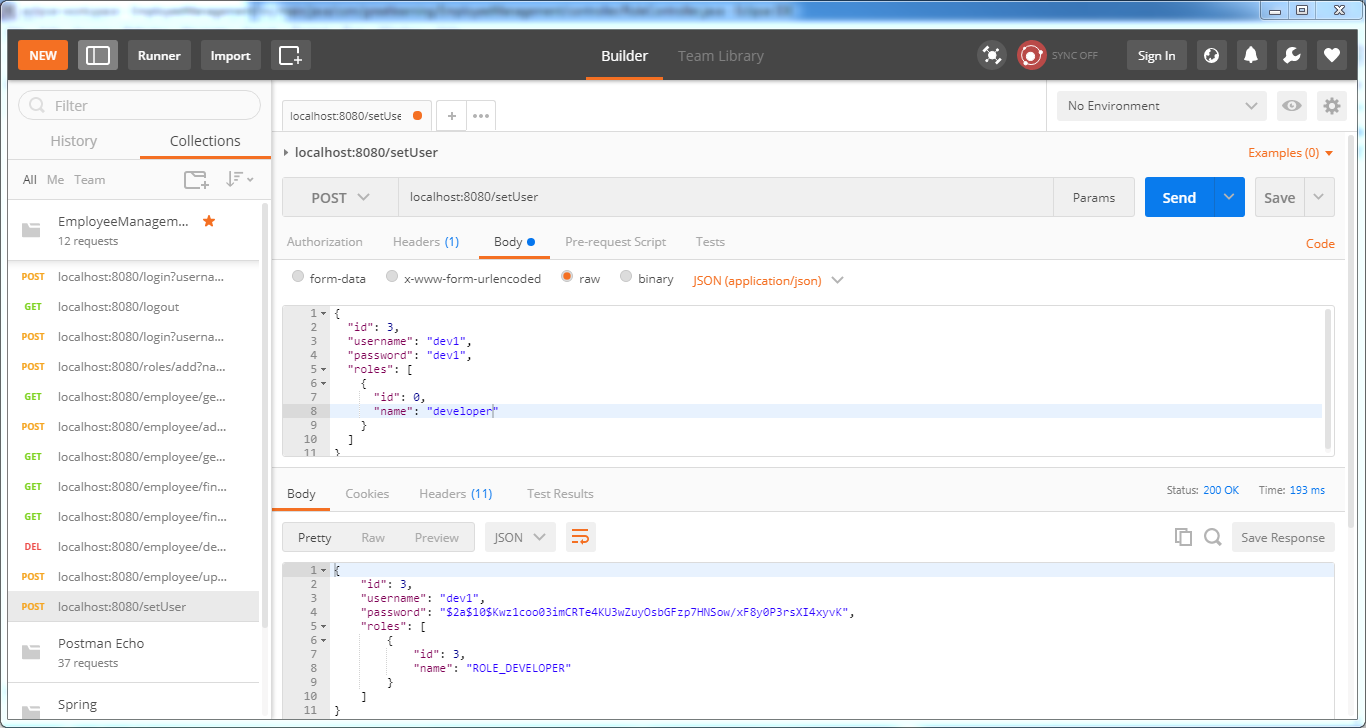 NEW Runner Import Builder Team Library SYNC OFF Sign In
Filter
History Collections
All Me Team
EmployeeManagem...
12 requests
POST localhost:8080/login?userna...
GET localhost:8080/logout
POST localhost:8080/login?userna...
POST localhost:8080/roles/add?na...
GET localhost:8080/employee/ge...
POST localhost:8080/employee/ad...
GET localhost:8080/employee/ge...
GET localhost:8080/employee/fin...
GET localhost:8080/employee/fin...
DEL localhost:8080/employee/de...
POST localhost:8080/employee/up...
POST localhost:8080/setUser
Postman Echo
37 requests
Spring
localhost:8080/setUse + ••• No Environment
localhost:8080/setUser Examples (0)
POST localhost:8080/setUser Params Send Save
Authorization Headers (1) Body Pre-request Script Tests Code
form-data x-www-form-urlencoded raw binary JSON (application/json)
1 {
2 "id": 3,
3 "username": "dev1",
4 "password": "dev1",
5 "roles": [
6 {
7 "id": 0,
8 "name": "developer"
9 }
10 ]
11 }
Body Cookies Headers (11) Test Results Status: 200 OK Time: 193 ms
Pretty Raw Preview JSON Save Response
1 {
2 "id": 3,
3 "username": "dev1",
4 "password": "$2a$10$Kwz1coo03imCRTe4KU3wZuyOsbGFzp7HNSow/xF8y0P3rsXI4xyvK",
5 "roles": [
6 {
7 "id": 3,
8 "name": "ROLE_DEVELOPER"
9 }
10 ]
11 }